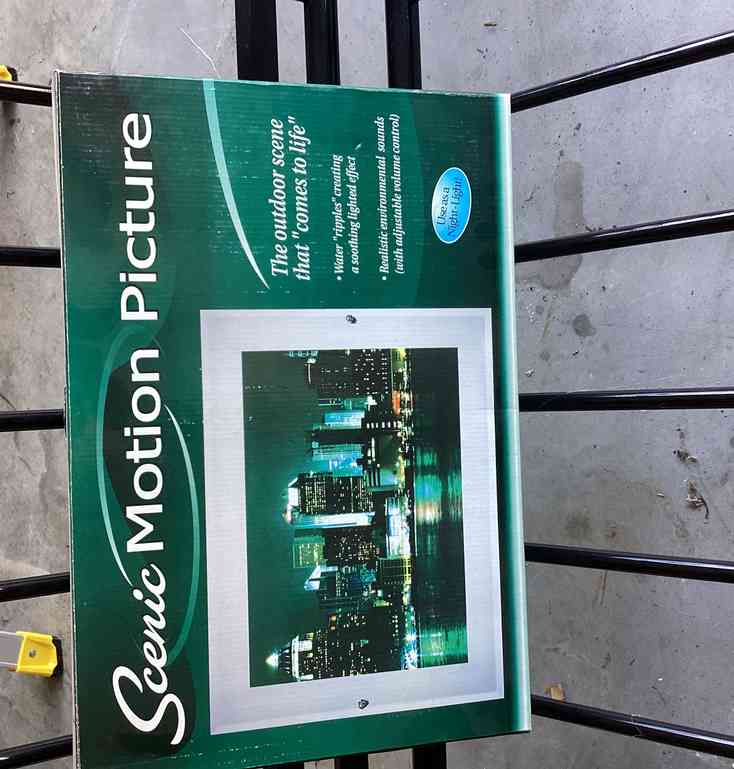 Scenic Motion Picture
The outdoor scene
that "comes to life"
• Water "ripples" creating
a soothing lighted effect
• Realistic environmental sounds
(with adjustable volume control)
Use as a
Night-Light!